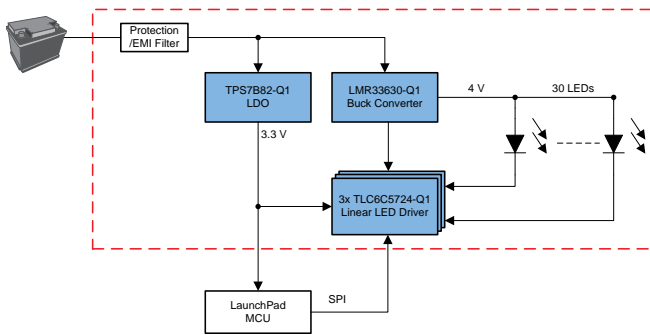 Protection
/EMI Filter
TPS7B82-Q1
LDO
LMR33630-Q1
Buck Converter
4 V
30 LEDs
3.3 V
3x TLC6C5724-Q1
Linear LED Driver
LaunchPad
MCU
SPI